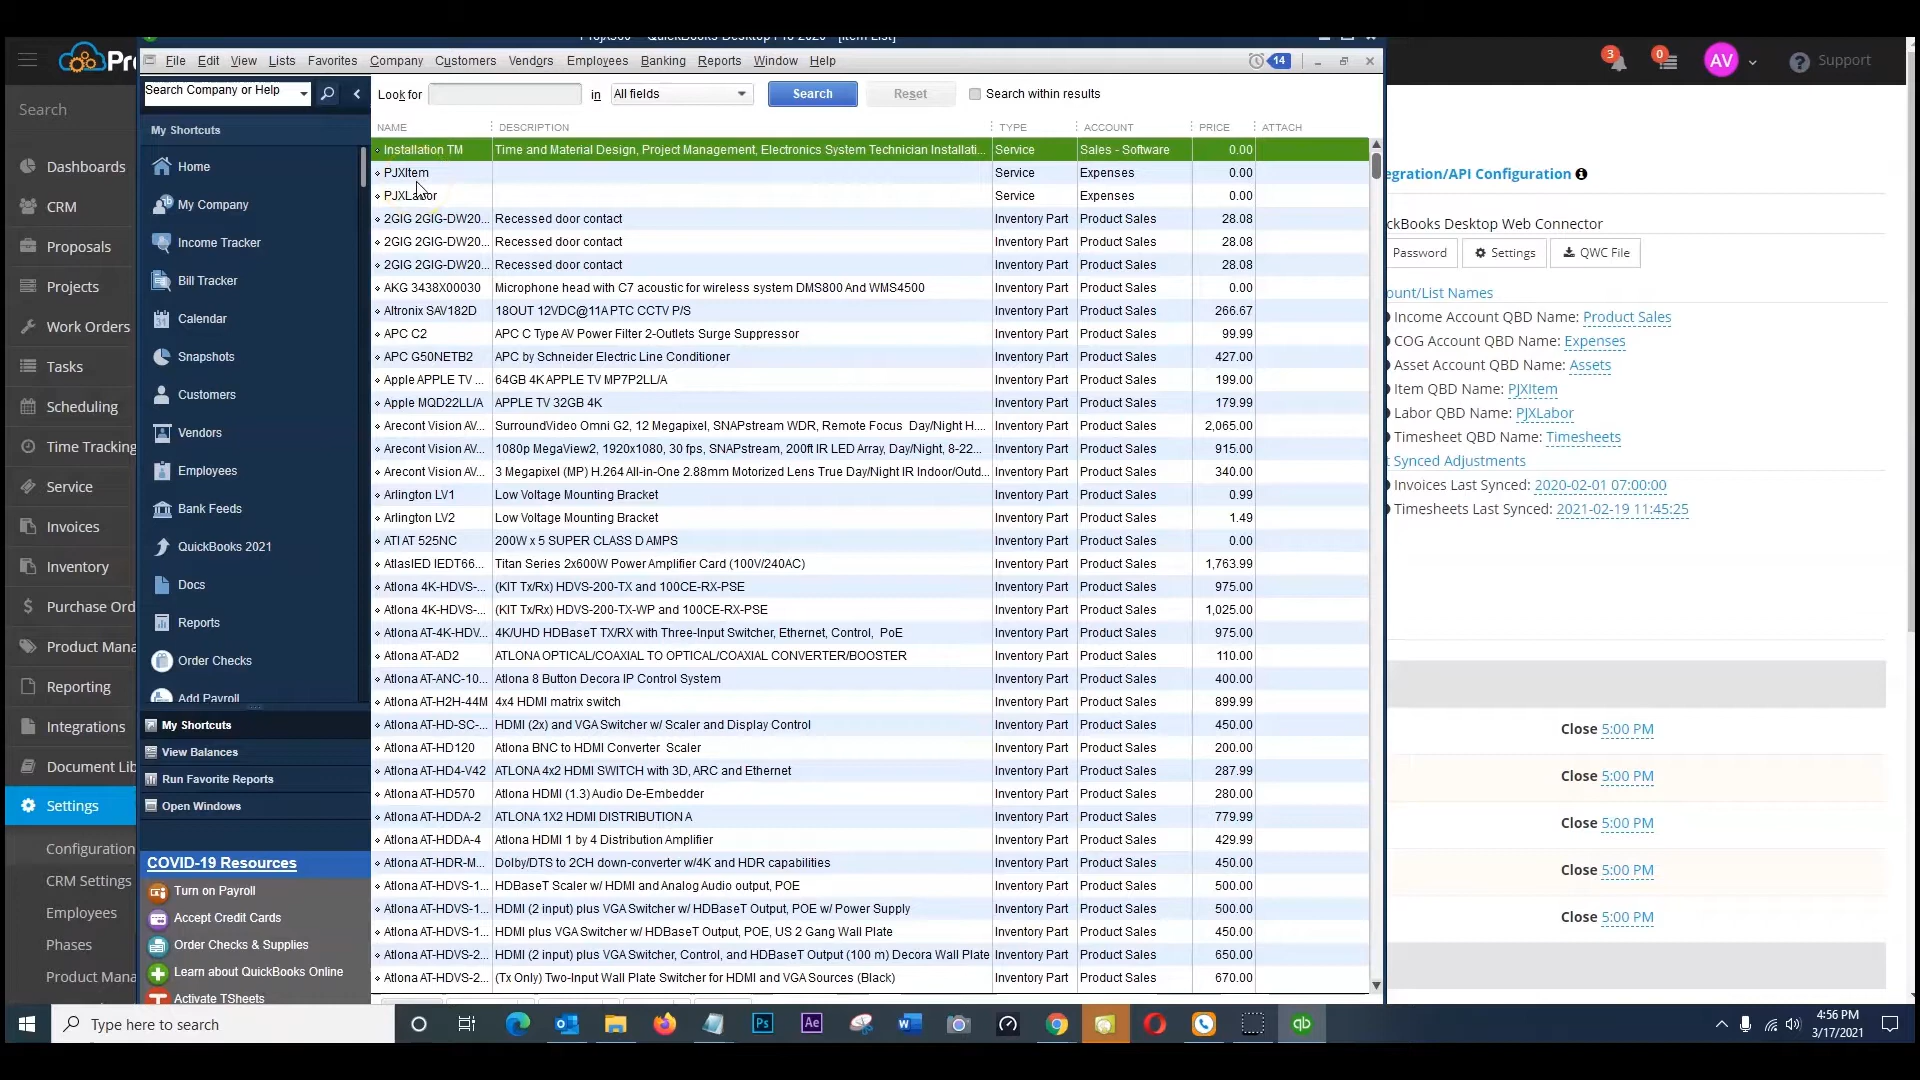 Projx360 - QuickBooks Desktop Pro 2020 - [Item List]
File Edit View Lists Favorites Company Customers Employees Vendors Banking Reports Window Help
14
3 0 AV Support
Pro
Search
Dashboards
CRM
Proposals
Projects
Work Orders
Tasks
Scheduling
Time Tracking
Service
Invoices
Inventory
Purchase Ord
Product Mana
Reporting
Integrations
Document Lib
Settings
Configuration
CRM Settings
Employees
Phases
Product Mana
Search Company or Help
My Shortcuts
Home
My Company
Income Tracker
Bill Tracker
Calendar
Snapshots
Customers
Vendors
Employees
Bank Feeds
QuickBooks 2021
Docs
Reports
Order Checks
Add Payroll
My Shortcuts
View Balances
Run Favorite Reports
Open Windows
COVID-19 Resources
Turn on Payroll
Accept Credit Cards
Order Checks & Supplies
Learn about QuickBooks Online
Activate TSheets
Look for in All fields Search Reset Search within results
NAME DESCRIPTION TYPE ACCOUNT PRICE ATTACH
Installation TM Time and Material Design, Project Management, Electronics System Technician Installati... Service Sales - Software 0.00
PJXItem Service Expenses 0.00
PJXLabor Service Expenses 0.00
2GIG 2GIG-DW20... Recessed door contact Inventory Part Product Sales 28.08
2GIG 2GIG-DW20... Recessed door contact Inventory Part Product Sales 28.08
2GIG 2GIG-DW20... Recessed door contact Inventory Part Product Sales 28.08
AKG 3438X00030 Microphone head with C7 acoustic for wireless system DMS800 And WMS4500 Inventory Part Product Sales 0.00
Altronix SAV182D 18OUT 12VDC@11A PTC CCTV P/S Inventory Part Product Sales 266.67
APC C2 APC C Type AV Power Filter 2-Outlets Surge Suppressor Inventory Part Product Sales 99.99
APC G50NETB2 APC by Schneider Electric Line Conditioner Inventory Part Product Sales 427.00
Apple APPLE TV ... 64GB 4K APPLE TV MP7P2LL/A Inventory Part Product Sales 199.00
Apple MQD22LL/A APPLE TV 32GB 4K Inventory Part Product Sales 179.99
Arecont Vision AV... SurroundVideo Omni G2, 12 Megapixel, SNAPstream WDR, Remote Focus Day/Night H.... Inventory Part Product Sales 2,065.00
Arecont Vision AV... 1080p MegaView2, 1920x1080, 30 fps, SNAPstream, 200ft IR LED Array, Day/Night, 8-22... Inventory Part Product Sales 915.00
Arecont Vision AV... 3 Megapixel (MP) H.264 All-in-One 2.88mm Motorized Lens True Day/Night IR Indoor/Outd... Inventory Part Product Sales 340.00
Arlington LV1 Low Voltage Mounting Bracket Inventory Part Product Sales 0.99
Arlington LV2 Low Voltage Mounting Bracket Inventory Part Product Sales 1.49
ATI AT 525NC 200W x 5 SUPER CLASS D AMPS Inventory Part Product Sales 0.00
AtlasIED IEDT66... Titan Series 2x600W Power Amplifier Card (100V/240AC) Inventory Part Product Sales 1,763.99
Atlona 4K-HDVS-... (KIT Tx/Rx) HDVS-200-TX and 100CE-RX-PSE Inventory Part Product Sales 975.00
Atlona 4K-HDVS-... (KIT Tx/Rx) HDVS-200-TX-WP and 100CE-RX-PSE Inventory Part Product Sales 1,025.00
Atlona AT-4K-HDV... 4K/UHD HDBaseT TX/RX with Three-Input Switcher, Ethernet, Control, PoE Inventory Part Product Sales 975.00
Atlona AT-AD2 ATLONA OPTICAL/COAXIAL TO OPTICAL/COAXIAL CONVERTER/BOOSTER Inventory Part Product Sales 110.00
Atlona AT-ANC-10... Atlona 8 Button Decora IP Control System Inventory Part Product Sales 400.00
Atlona AT-H2H-44M 4x4 HDMI matrix switch Inventory Part Product Sales 899.99
Atlona AT-HD-SC-... HDMI (2x) and VGA Switcher w/ Scaler and Display Control Inventory Part Product Sales 450.00
Atlona AT-HD120 Atlona BNC to HDMI Converter Scaler Inventory Part Product Sales 200.00
Atlona AT-HD4-V42 ATLONA 4x2 HDMI SWITCH with 3D, ARC and Ethernet Inventory Part Product Sales 287.99
Atlona AT-HD570 Atlona HDMI (1.3) Audio De-Embedder Inventory Part Product Sales 280.00
Atlona AT-HDDA-2 ATLONA 1X2 HDMI DISTRIBUTION A Inventory Part Product Sales 779.99
Atlona AT-HDDA-4 Atlona HDMI 1 by 4 Distribution Amplifier Inventory Part Product Sales 429.99
Atlona AT-HDR-M... Dolby/DTS to 2CH down-converter w/4K and HDR capabilities Inventory Part Product Sales 450.00
Atlona AT-HDVS-1... HDBaseT Scaler w/ HDMI and Analog Audio output, POE Inventory Part Product Sales 500.00
Atlona AT-HDVS-1... HDMI (2 input) plus VGA Switcher w/ HDBaseT Output, POE w/ Power Supply Inventory Part Product Sales 500.00
Atlona AT-HDVS-1... HDMI plus VGA Switcher w/ HDBaseT Output, POE, US 2 Gang Wall Plate Inventory Part Product Sales 450.00
Atlona AT-HDVS-2... HDMI (2 input) plus VGA Switcher, Control, and HDBaseT Output (100 m) Decora Wall Plate Inventory Part Product Sales 650.00
Atlona AT-HDVS-2... (Tx Only) Two-Input Wall Plate Switcher for HDMI and VGA Sources (Black) Inventory Part Product Sales 670.00
egration/API Configuration
ckBooks Desktop Web Connector
Password Settings QWC File
ount/List Names
Income Account QBD Name: Product Sales
COG Account QBD Name: Expenses
Asset Account QBD Name: Assets
Item QBD Name: PJXItem
Labor QBD Name: PJXLabor
Timesheet QBD Name: Timesheets
t Synced Adjustments
Invoices Last Synced: 2020-02-01 07:00:00
Timesheets Last Synced: 2021-02-19 11:45:25
Close 5:00 PM
Close 5:00 PM
Close 5:00 PM
Close 5:00 PM
Close 5:00 PM
Type here to search
Ps Ae qb
4:56 PM
3/17/2021